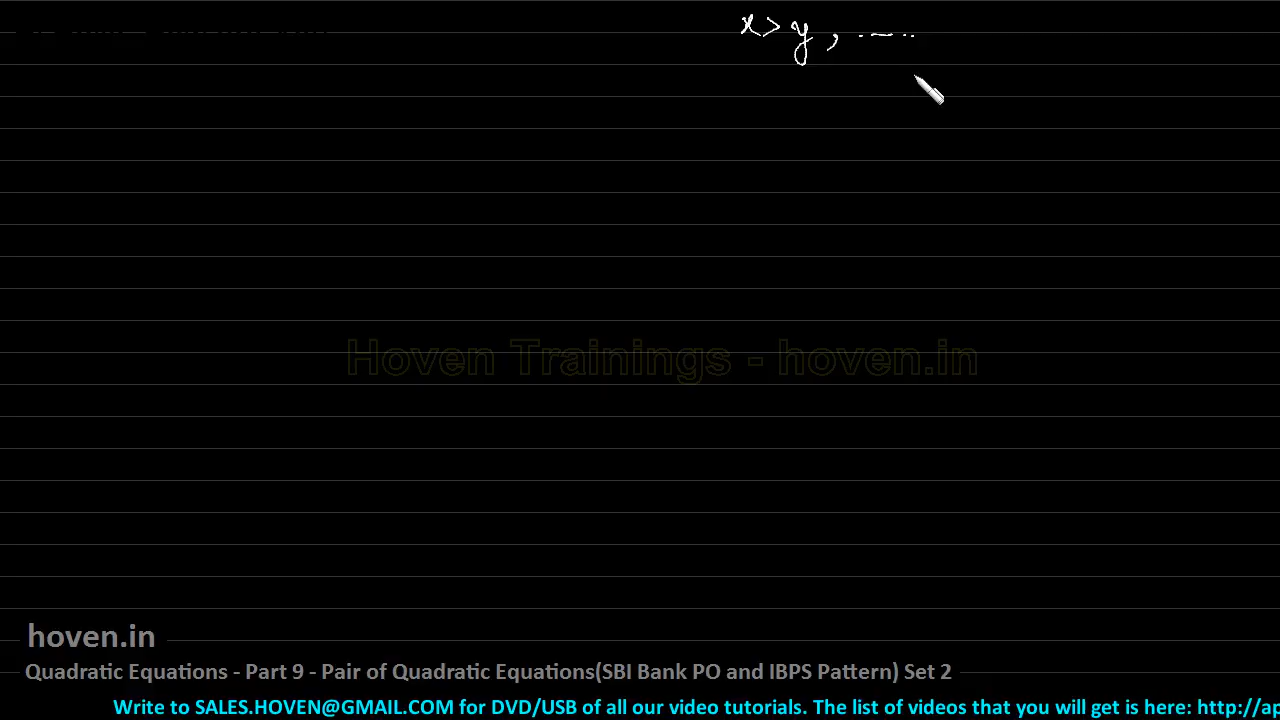 x > y , .....
Hoven Trainings - hoven.in
hoven.in
Quadratic Equations - Part 9 - Pair of Quadratic Equations(SBI Bank PO and IBPS Pattern) Set 2
Write to SALES.HOVEN@GMAIL.COM for DVD/USB of all our video tutorials. The list of videos that you will get is here: http://ap